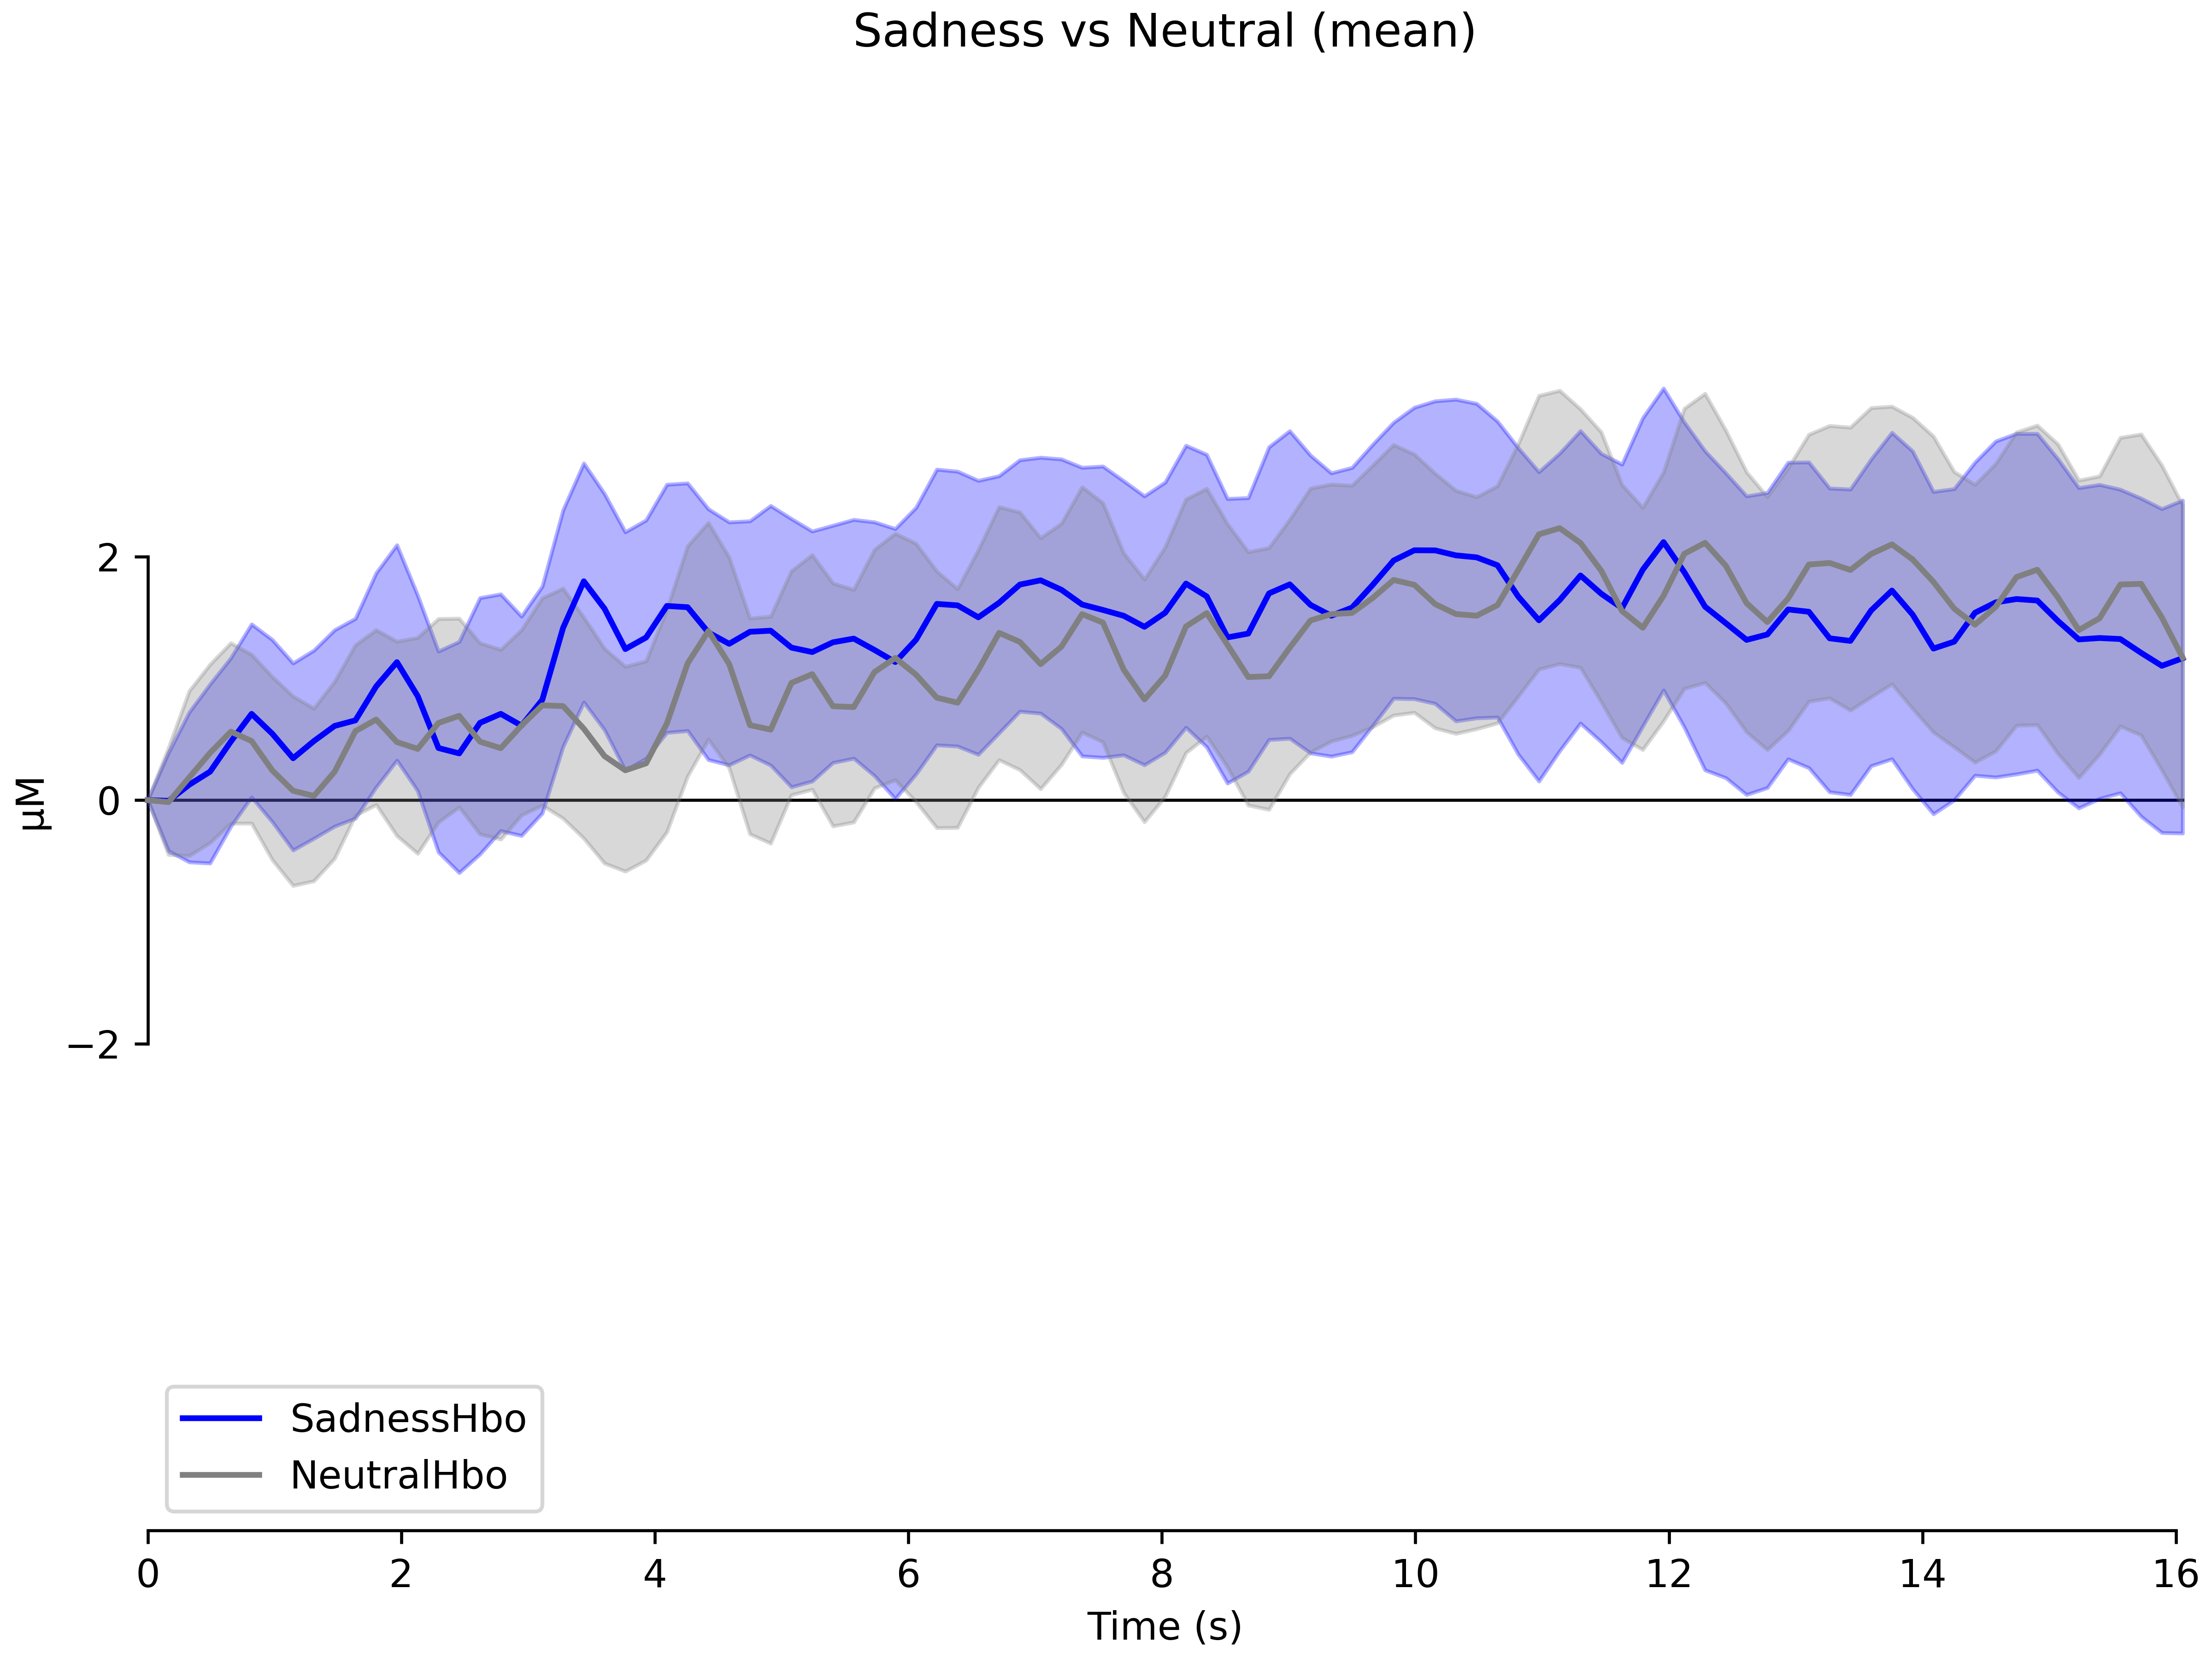 Sadness vs Neutral (mean)
µM
2
0
−2
SadnessHbo
NeutralHbo
0 2 4 6 8 10 12 14 16
Time (s)